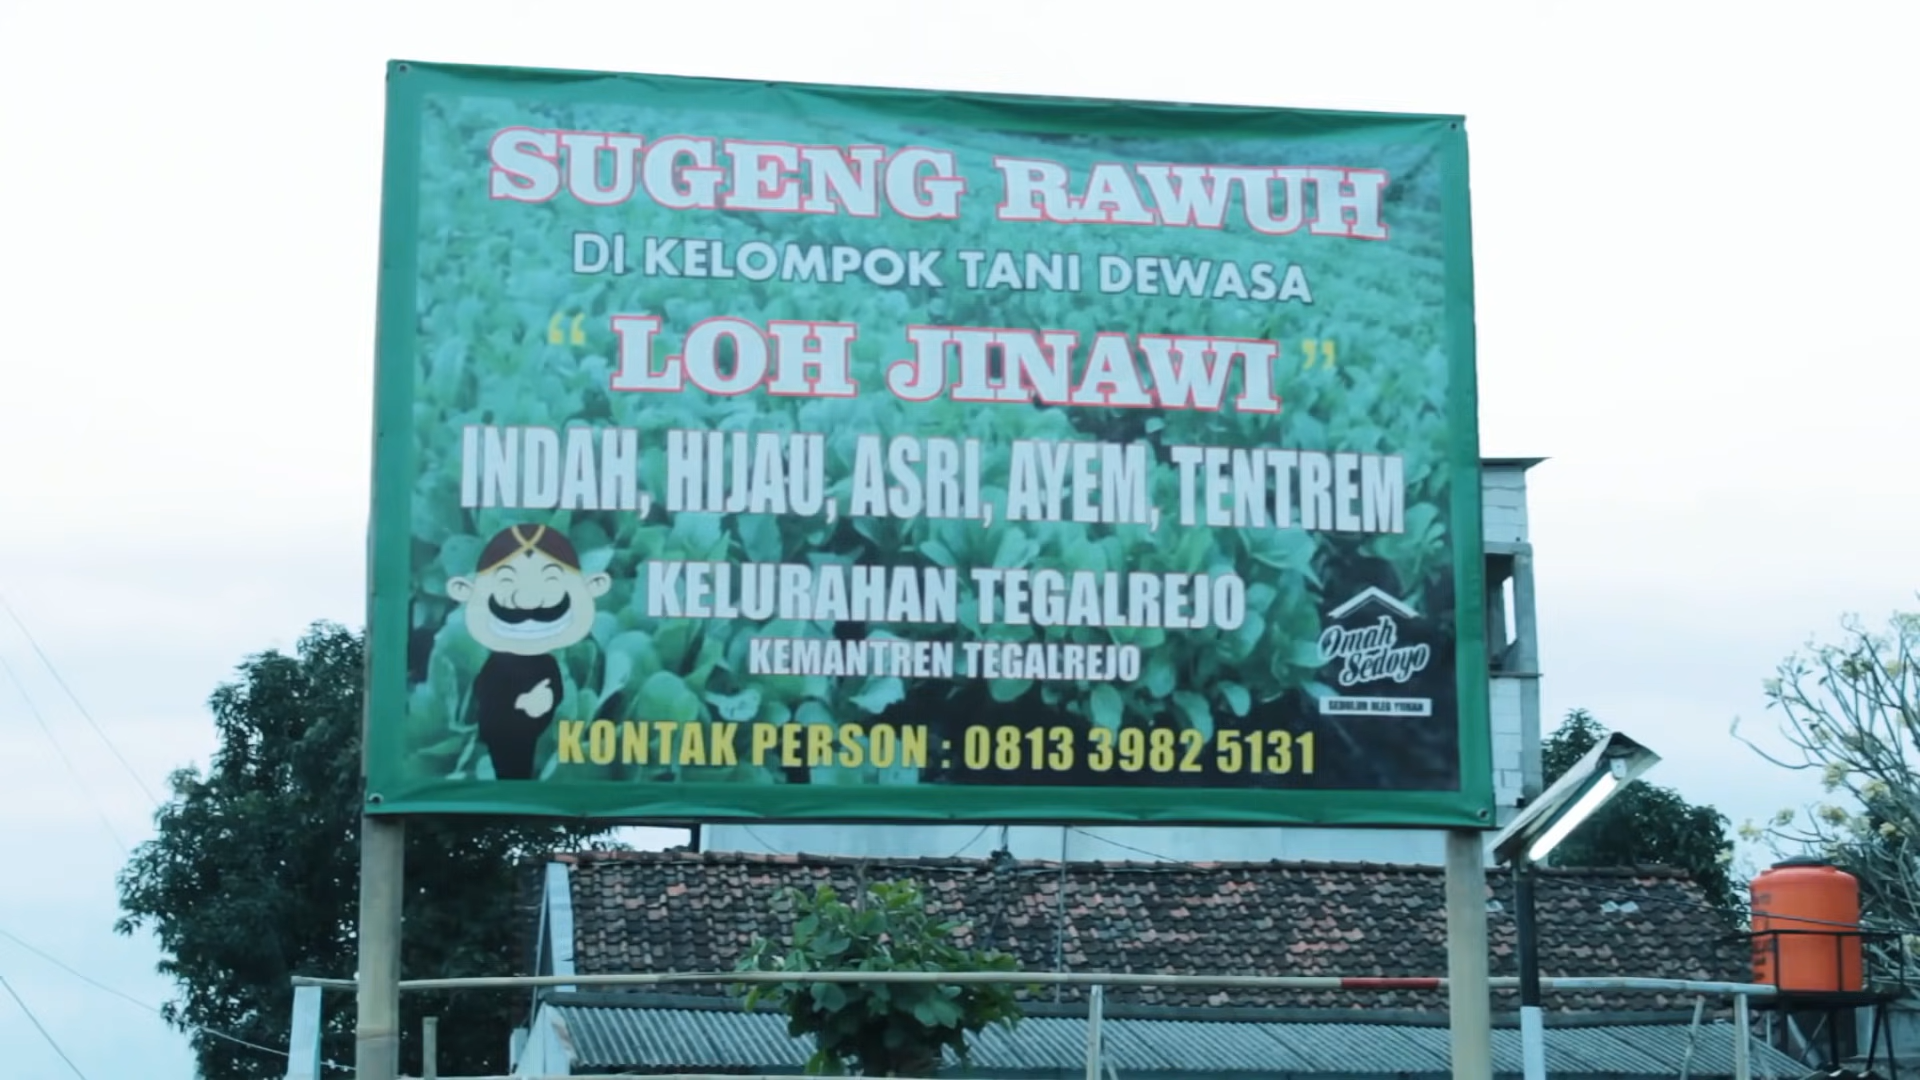 SUGENG RAWUH
DI KELOMPOK TANI DEWASA
“ LOH JINAWI ”
INDAH, HIJAU, ASRI, AYEM, TENTREM
KELURAHAN TEGALREJO
KEMANTREN TEGALREJO
Omah
Sedoyo
KONTAK PERSON : 0813 3982 5131